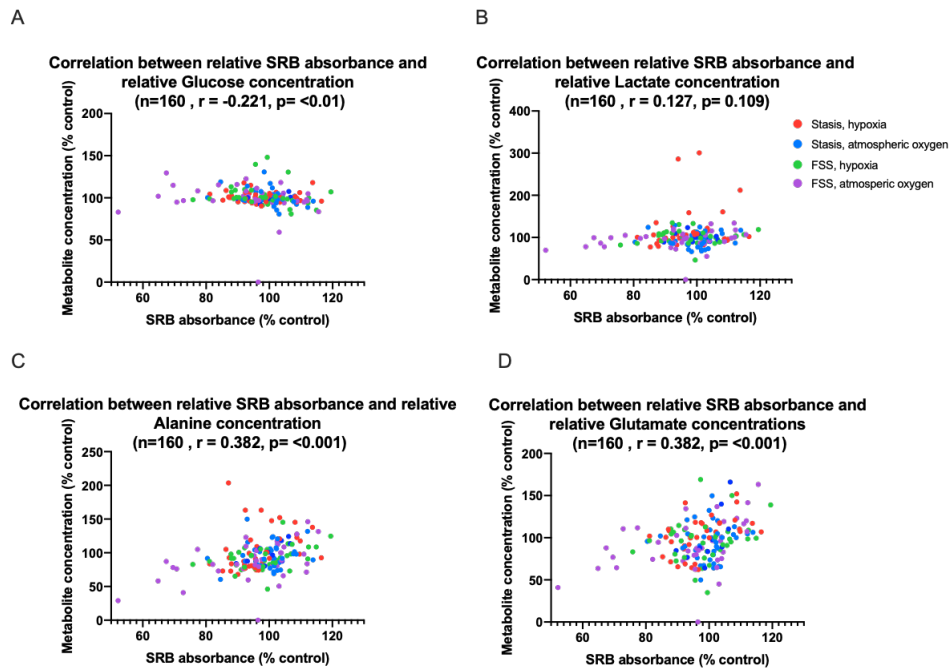 A
Correlation between relative SRB absorbance and
relative Glucose concentration
(n=160 , r = -0.221, p= <0.01)
Metabolite concentration (% control)
200
150
100
50
0
60
80
100
120
SRB absorbance (% control)
B
Correlation between relative SRB absorbance and
relative Lactate concentration
(n=160 , r = 0.127, p= 0.109)
Metabolite concentration (% control)
400
300
200
100
0
60
80
100
120
SRB absorbance (% control)
Stasis, hypoxia
Stasis, atmospheric oxygen
FSS, hypoxia
FSS, atmosperic oxygen
C
Correlation between relative SRB absorbance and relative
Alanine concentration
(n=160 , r = 0.382, p= <0.001)
Metabolite concentration (% control)
250
200
150
100
50
0
60
80
100
120
SRB absorbance (% control)
D
Correlation between relative SRB absorbance and
relative Glutamate concentrations
(n=160 , r = 0.382, p= <0.001)
Metabolite concentration (% control)
200
150
100
50
0
60
80
100
120
SRB absorbance (% control)